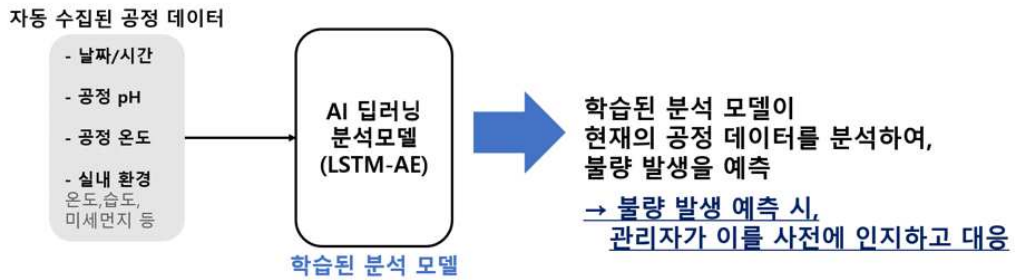 자동 수집된 공정 데이터
- 날짜/시간
- 공정 pH
- 공정 온도
- 실내 환경
온도,습도,
미세먼지 등
AI 딥러닝
분석모델
(LSTM-AE)
학습된 분석 모델
학습된 분석 모델이
현재의 공정 데이터를 분석하여,
불량 발생을 예측
→ 불량 발생 예측 시,
관리자가 이를 사전에 인지하고 대응